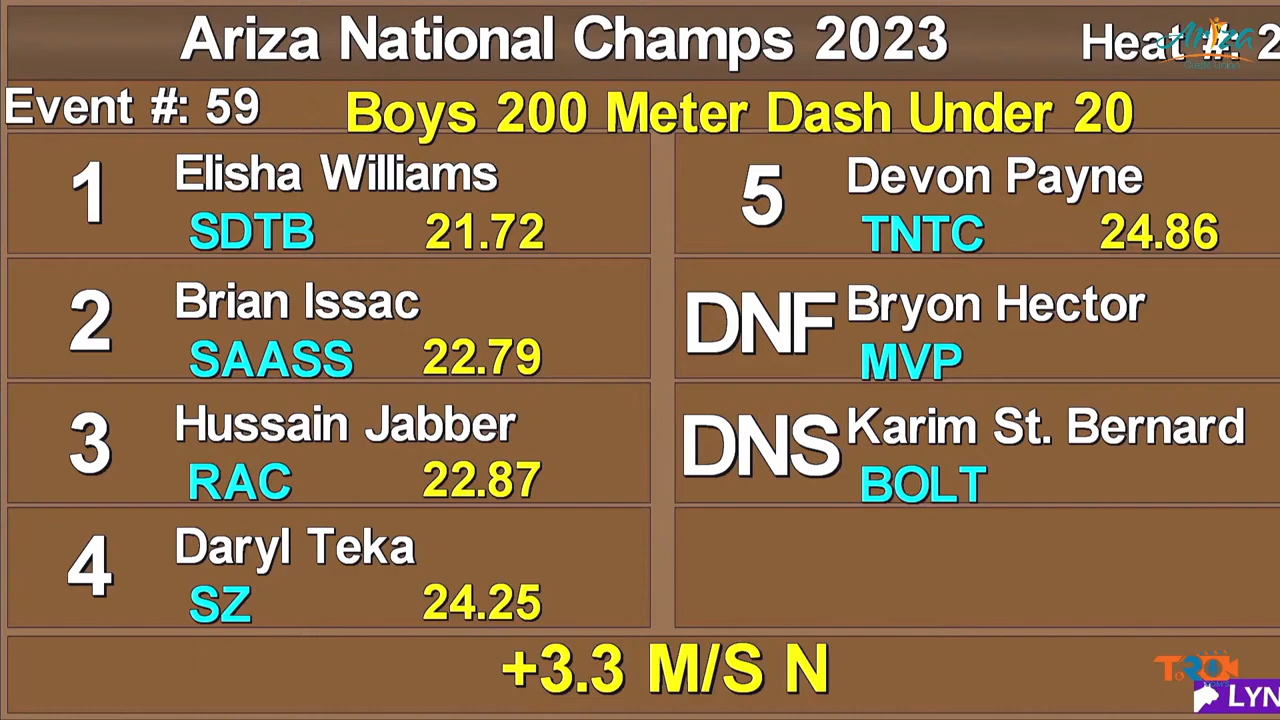 Ariza National Champs 2023
Heat #: 2
Ariza
Event #: 59
Boys 200 Meter Dash Under 20
1 Elisha Williams
SDTB 21.72
2 Brian Issac
SAASS 22.79
3 Hussain Jabber
RAC 22.87
4 Daryl Teka
SZ 24.25
5 Devon Payne
TNTC 24.86
DNF Bryon Hector
MVP
DNS Karim St. Bernard
BOLT
+3.3 M/S N
LYN